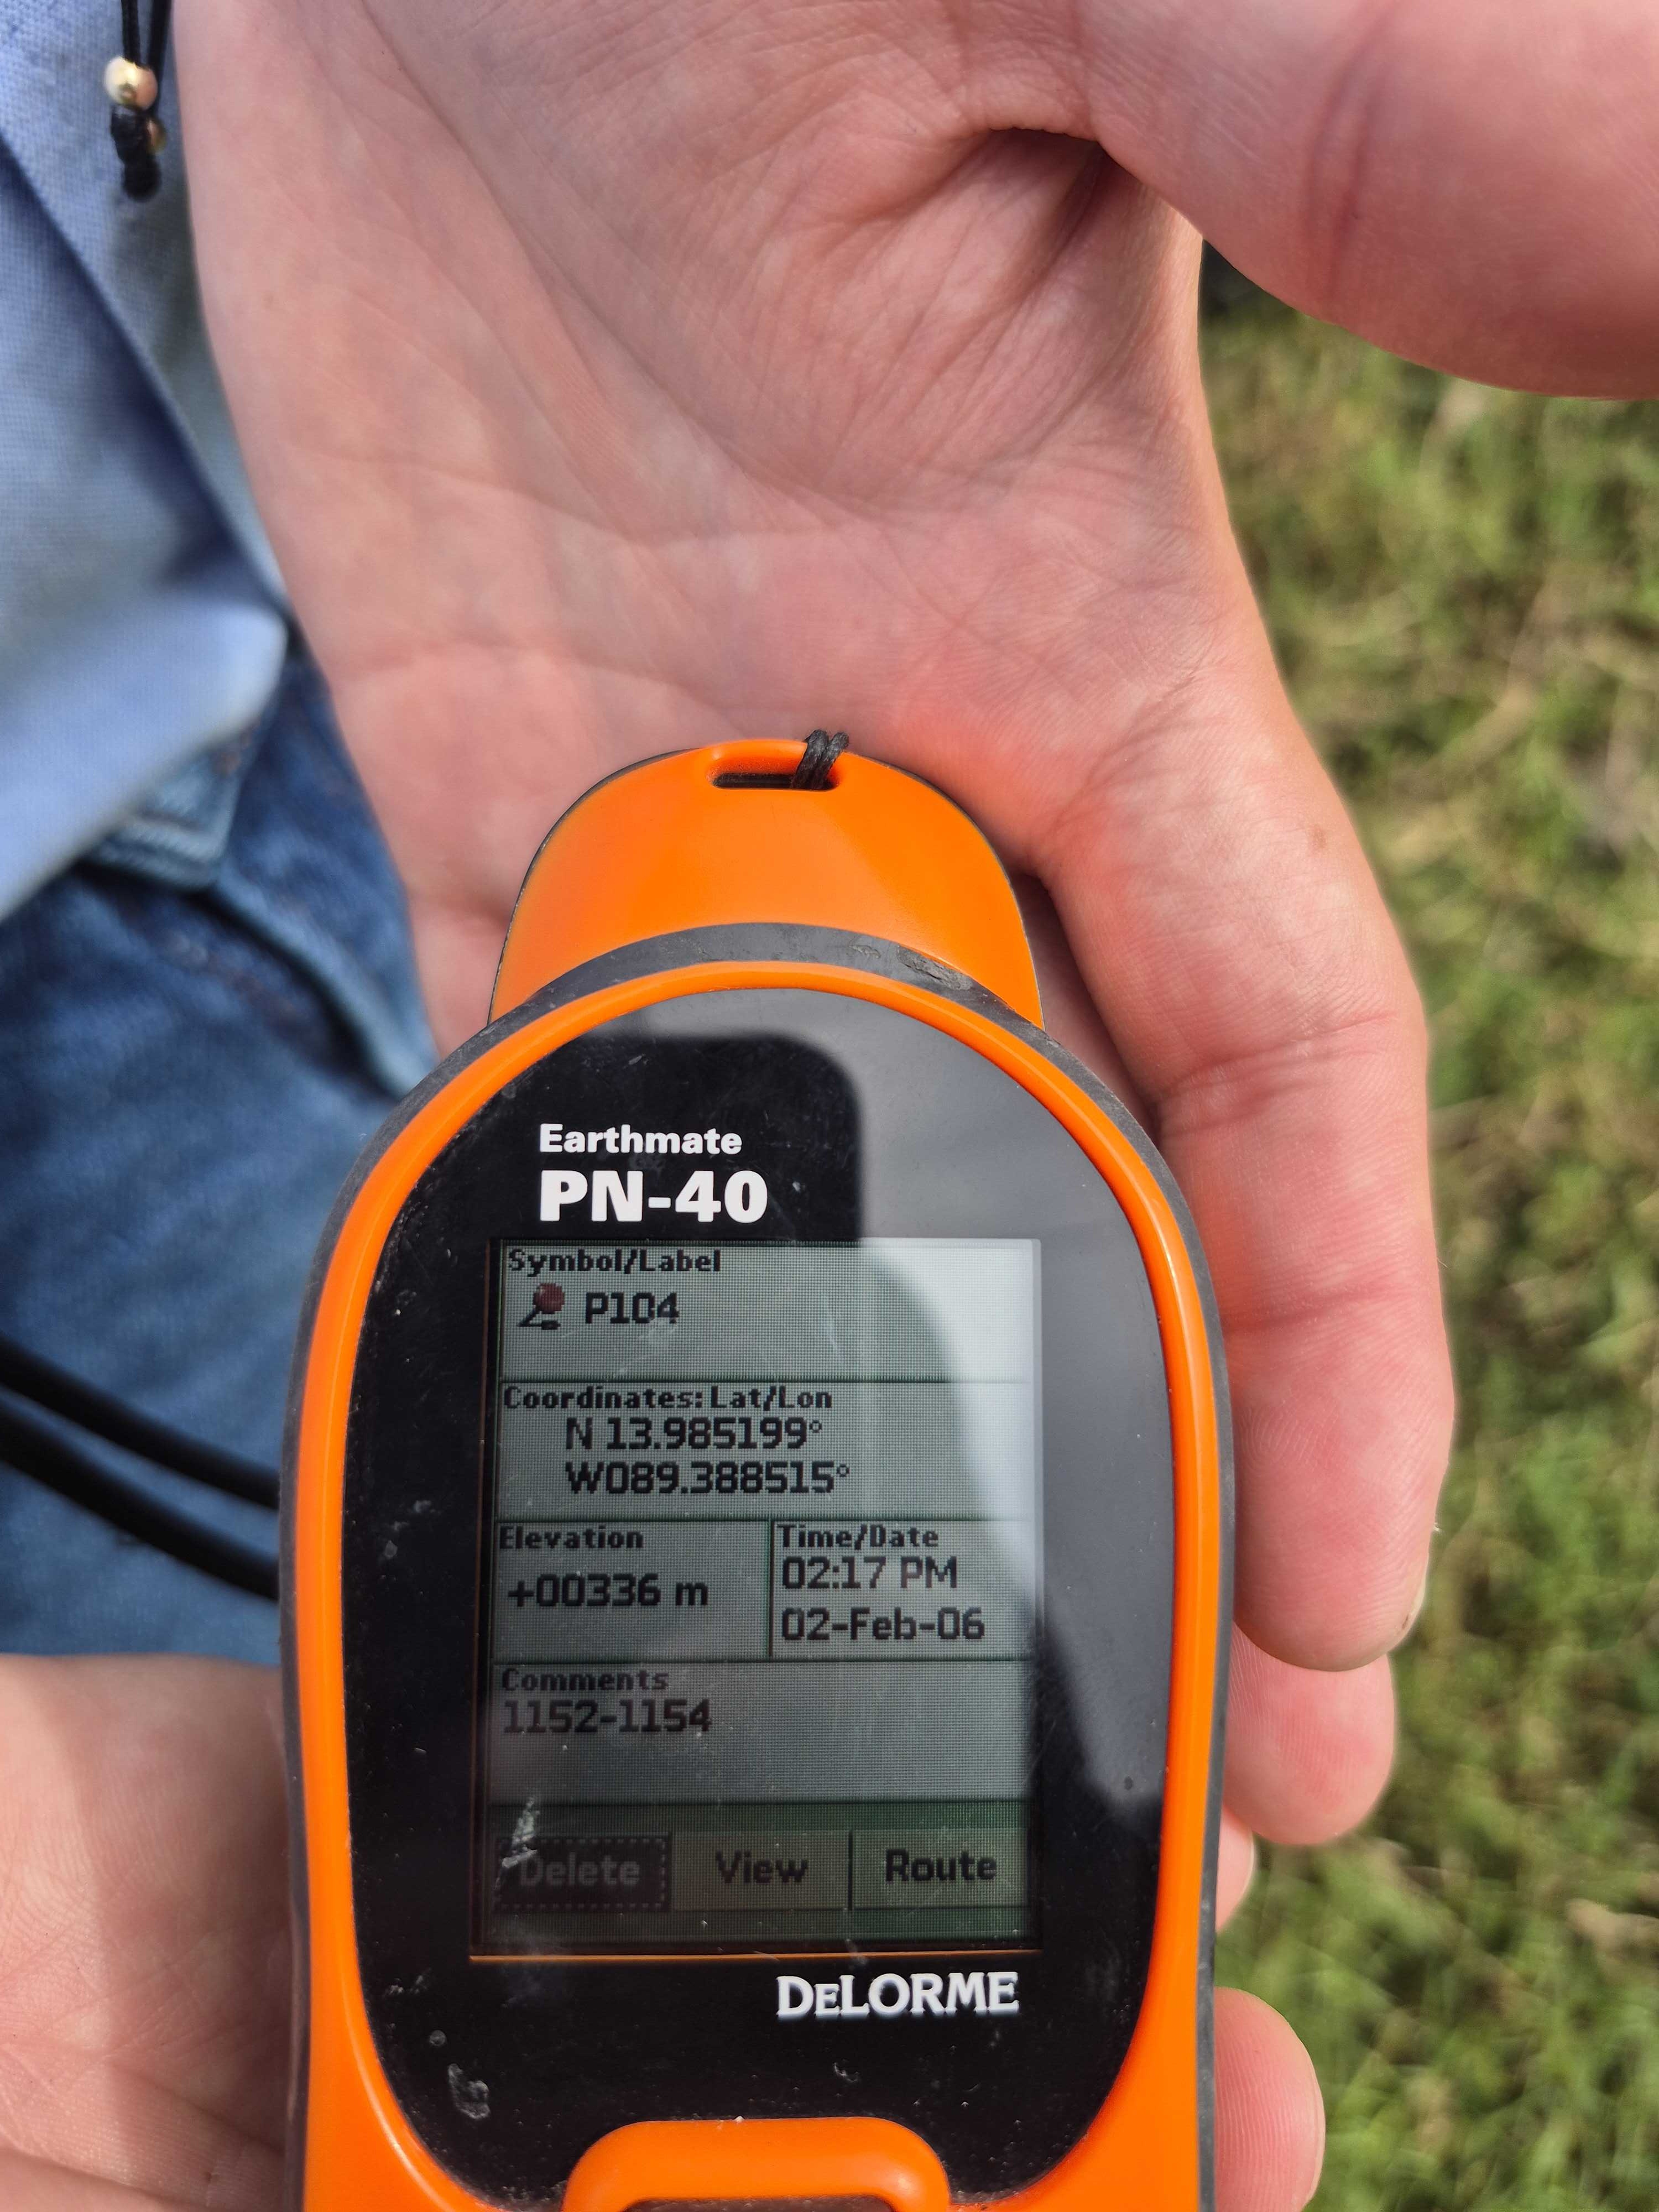 Earthmate
PN-40
Symbol/Label
P104
Coordinates: Lat/Lon
N 13.985199°
W089.388515°
Elevation
+00336 m
Time/Date
02:17 PM
02-Feb-06
Comments
1152-1154
Delete View Route
DELORME